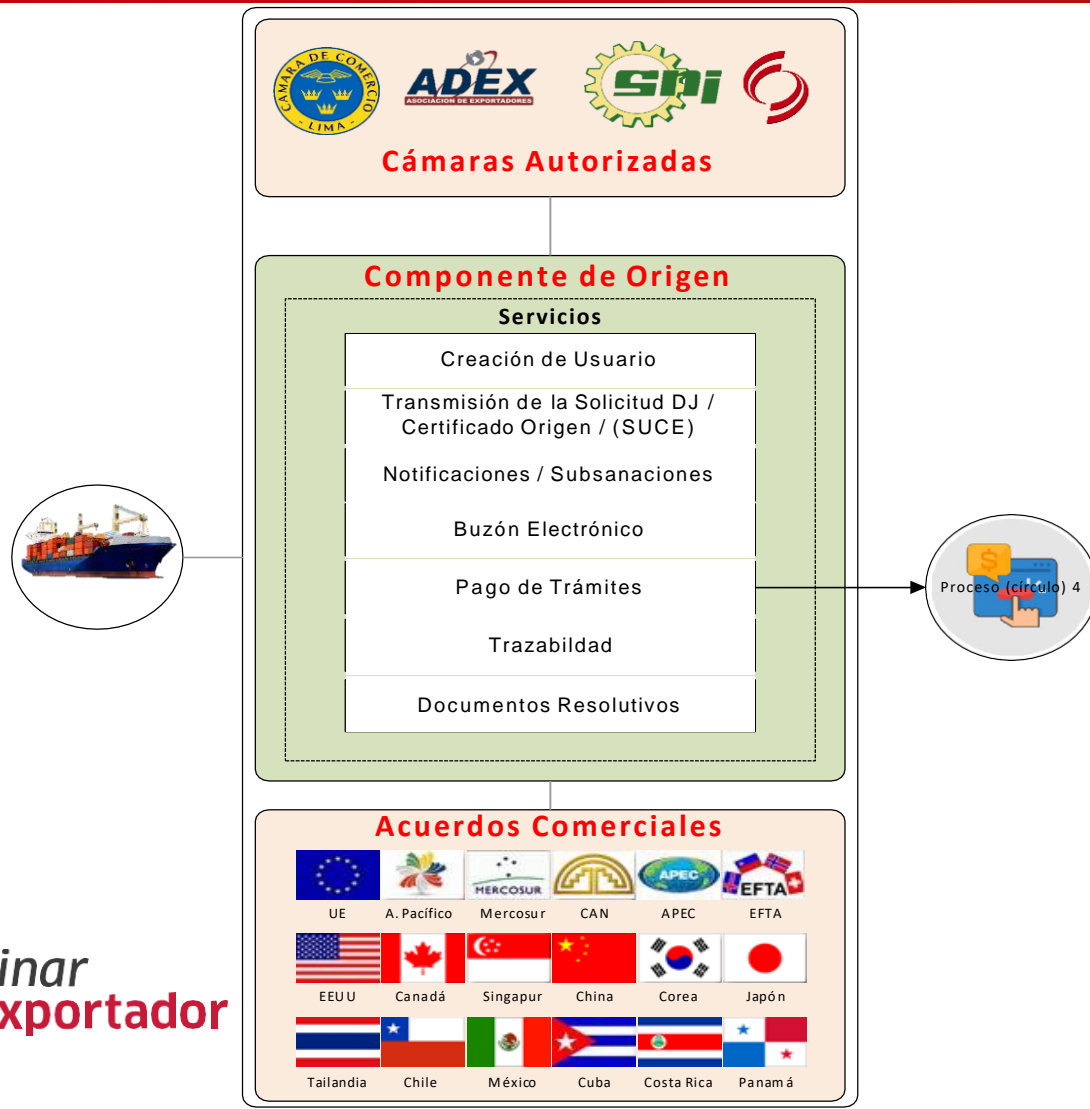 CAMARA DE COMERCIO
- LIMA -
ADEX
ASOCIACION DE EXPORTADORES
sni
Cámaras Autorizadas
Componente de Origen
Servicios
Creación de Usuario
Transmisión de la Solicitud DJ /
Certificado Origen / (SUCE)
Notificaciones / Subsanaciones
Buzón Electrónico
Pago de Trámites
Proceso (círculo) 4
$
Trazabildad
Documentos Resolutivos
Acuerdos Comerciales
MERCOSUR
APEC
EFTA
UE A. Pacífico Mercosur CAN APEC EFTA
EEUU Canadá Singapur China Corea Japón
Tailandia Chile México Cuba Costa Rica Panamá
inar
xportador